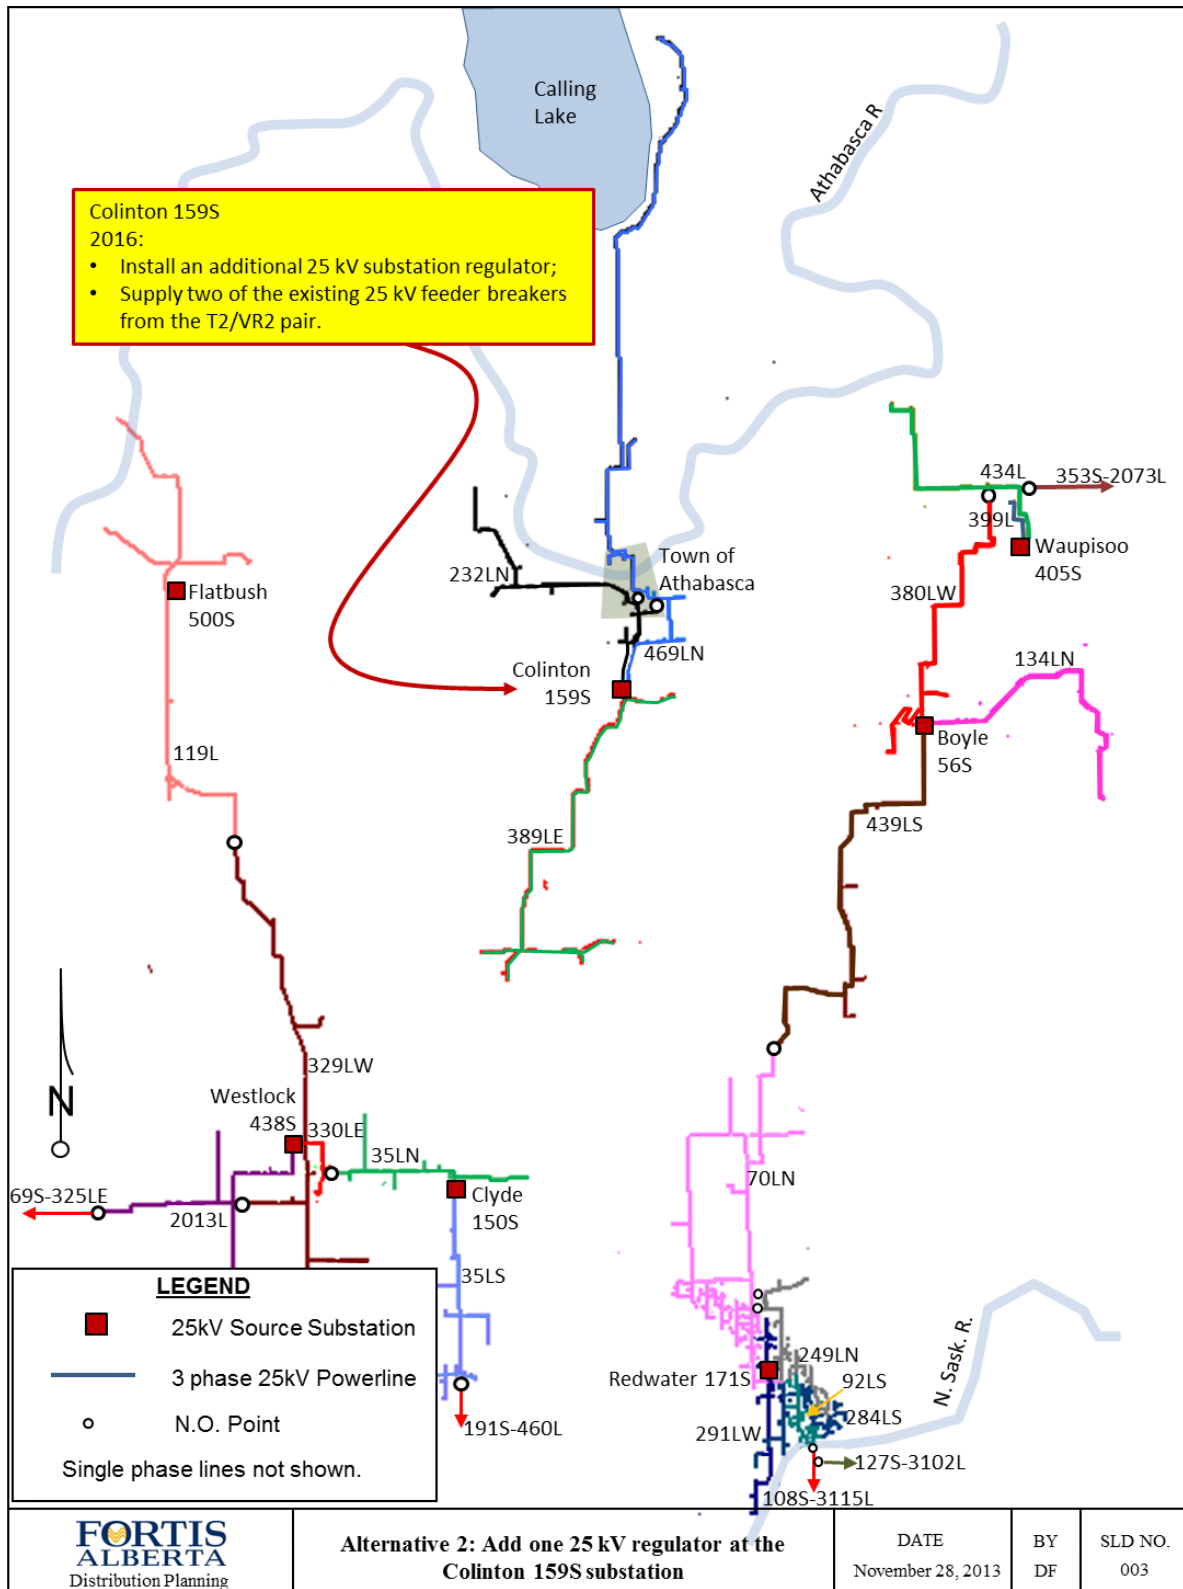 Calling
Lake
Athabasca R
Colinton 159S
2016:
• Install an additional 25 kV substation regulator;
• Supply two of the existing 25 kV feeder breakers
from the T2/VR2 pair.
434L
353S-2073L
399L
Waupisoo
405S
Town of
Athabasca
232LN
Flatbush
500S
380LW
469LN
Colinton
159S
134LN
Boyle
56S
119L
439LS
389LE
329LW
N
Westlock
438S
330LE
35LN
70LN
Clyde
150S
69S-325LE
2013L
35LS
LEGEND
25kV Source Substation
3 phase 25kV Powerline
N.O. Point
Single phase lines not shown.
N. Sask. R.
249LN
Redwater 171S
92LS
284LS
191S-460L
291LW
127S-3102L
108S-3115L
FORTIS
ALBERTA
Distribution Planning
Alternative 2: Add one 25 kV regulator at the
Colinton 159S substation
DATE
November 28, 2013
BY
DF
SLD NO.
003